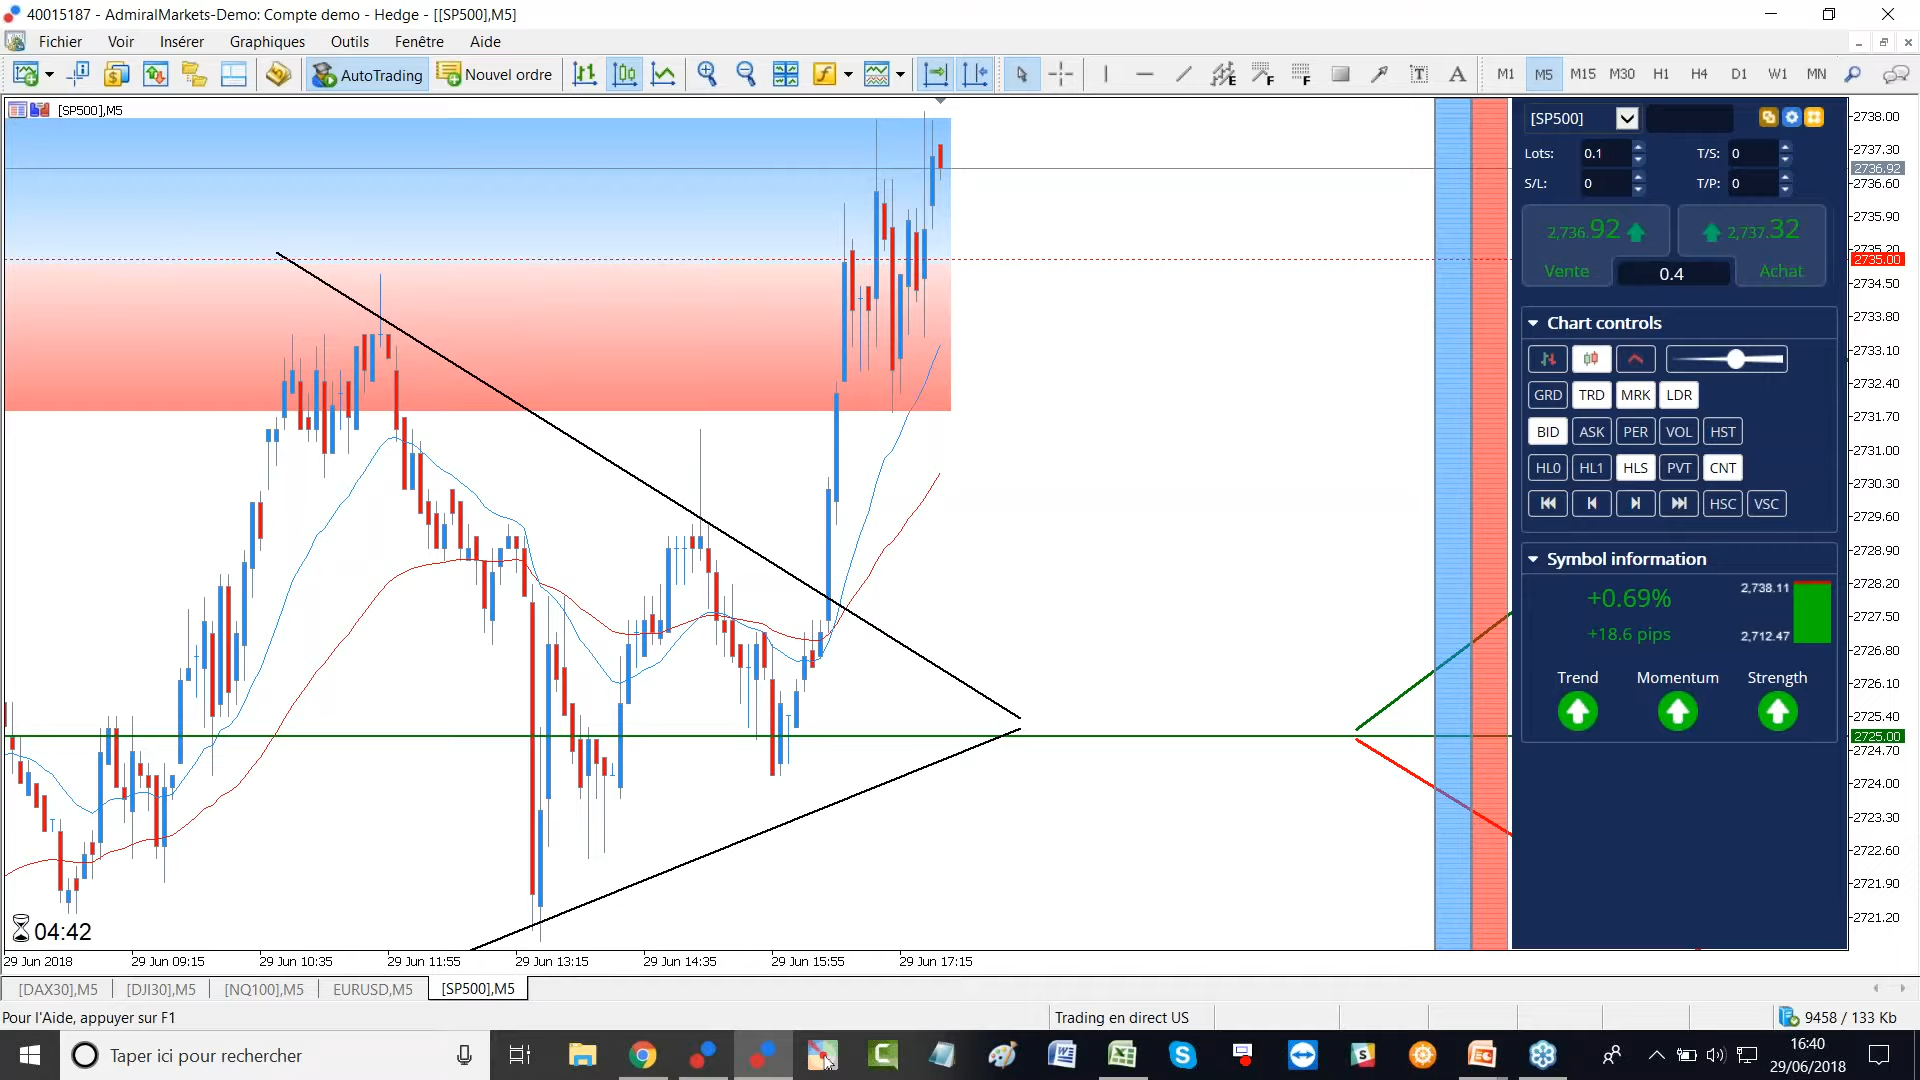 40015187 - AdmiralMarkets-Demo: Compte demo - Hedge - [[SP500],M5]
Fichier Voir Insérer Graphiques Outils Fenêtre Aide
AutoTrading Nouvel ordre M1 M5 M15 M30 H1 H4 D1 W1 MN
[SP500],M5
[SP500]
Lots: 0.1 T/S: 0
S/L: 0 T/P: 0
2,736.92 2,737.32
Vente 0.4 Achat
Chart controls
GRD TRD MRK LDR
BID ASK PER VOL HST
HL0 HL1 HLS PVT CNT
HSC VSC
Symbol information
+0.69% 2,738.11
+18.6 pips 2,712.47
Trend Momentum Strength
2738.00
2737.30
2736.92
2736.60
2735.90
2735.20
2735.00
2734.50
2733.80
2733.10
2732.40
2731.70
2731.00
2730.30
2729.60
2728.90
2728.20
2727.50
2726.80
2726.10
2725.40
2725.00
2724.70
2724.00
2723.30
2722.60
2721.90
2721.20
04:42
29 Jun 2018 29 Jun 09:15 29 Jun 10:35 29 Jun 11:55 29 Jun 13:15 29 Jun 14:35 29 Jun 15:55 29 Jun 17:15
[DAX30],M5 [DJI30],M5 [NQ100],M5 EURUSD,M5 [SP500],M5
Pour l'Aide, appuyer sur F1 Trading en direct US 9458 / 133 Kb
Taper ici pour rechercher 16:40
29/06/2018